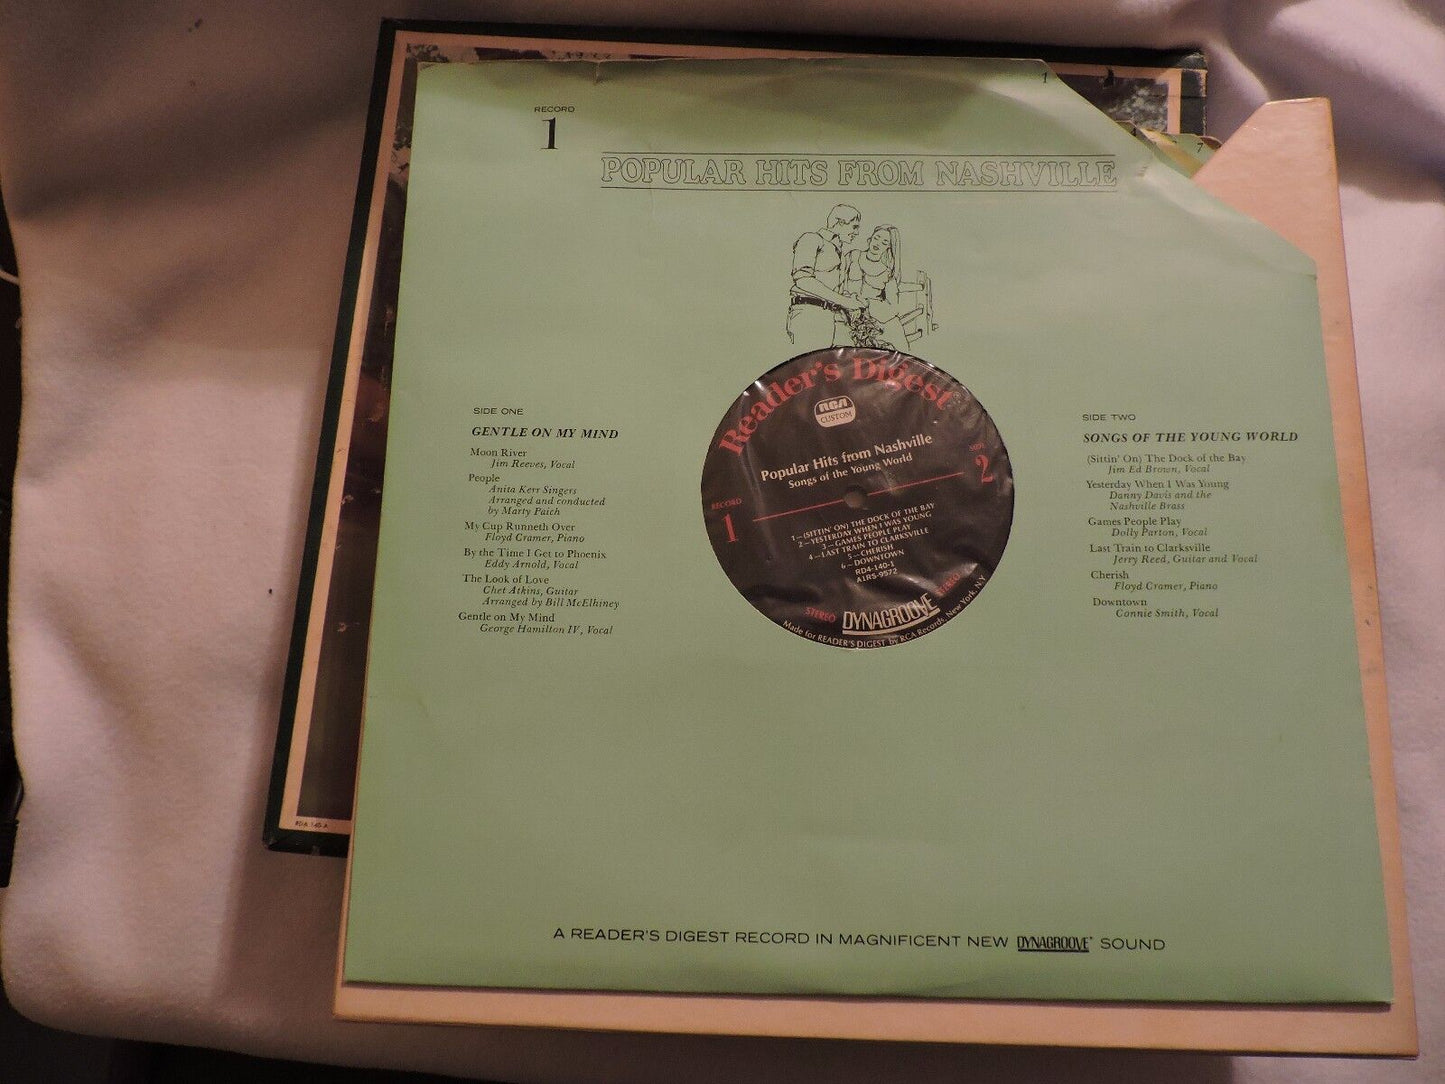 RECORD
1
1
7
POPULAR HITS FROM NASHVILLE
SIDE ONE
GENTLE ON MY MIND
Moon River
Jim Reeves, Vocal
People
Anita Kerr Singers
Arranged and conducted
by Marty Paich
My Cup Runneth Over
Floyd Cramer, Piano
By the Time I Get to Phoenix
Eddy Arnold, Vocal
The Look of Love
Chet Atkins, Guitar
Arranged by Bill McElhiney
Gentle on My Mind
George Hamilton IV, Vocal
Reader's Digest
RCA
CUSTOM
Popular Hits from Nashville
Songs of the Young World
RECORD
1
SIDE
2
1-(SITTIN' ON) THE DOCK OF THE BAY
2-YESTERDAY WHEN I WAS YOUNG
3-GAMES PEOPLE PLAY
4-LAST TRAIN TO CLARKSVILLE
5-CHERISH
6-DOWNTOWN
RD4-140-1
A1RS-9572
STEREO DYNAGROOVE STEREO
Made for READER'S DIGEST by RCA Records, New York, N.Y
SIDE TWO
SONGS OF THE YOUNG WORLD
(Sittin' On) The Dock of the Bay
Jim Ed Brown, Vocal
Yesterday When I Was Young
Danny Davis and the
Nashville Brass
Games People Play
Dolly Parton, Vocal
Last Train to Clarksville
Jerry Reed, Guitar and Vocal
Cherish
Floyd Cramer, Piano
Downtown
Connie Smith, Vocal
A READER'S DIGEST RECORD IN MAGNIFICENT NEW DYNAGROOVE SOUND